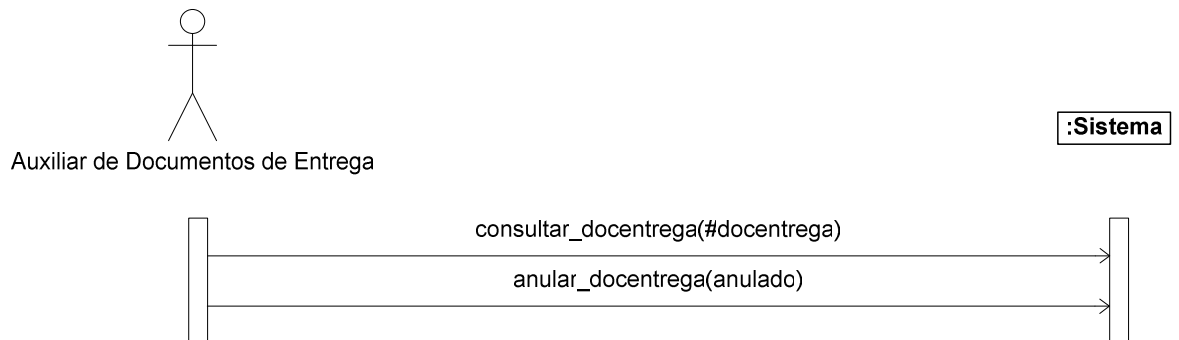 :Sistema
Auxiliar de Documentos de Entrega
consultar_docentrega(#docentrega)
anular_docentrega(anulado)